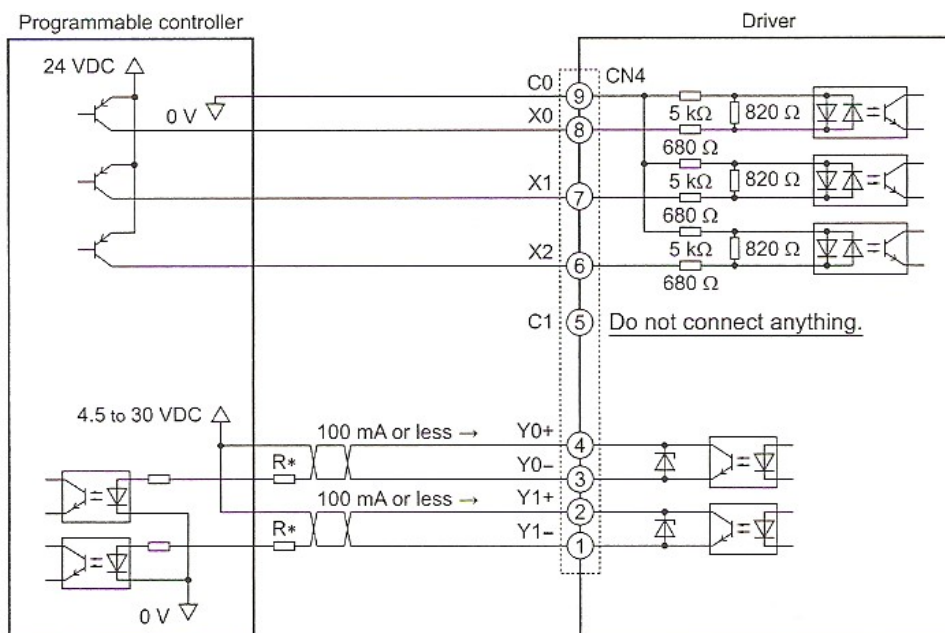 Programmable controller
Driver
24 VDC
C0
9
CN4
0 V
X0
8
5 kΩ
820 Ω
680 Ω
X1
7
5 kΩ
820 Ω
680 Ω
X2
6
5 kΩ
820 Ω
680 Ω
C1
5
Do not connect anything.
4.5 to 30 VDC
100 mA or less →
Y0+
4
R*
Y0–
3
100 mA or less →
Y1+
2
R*
Y1–
1
0 V